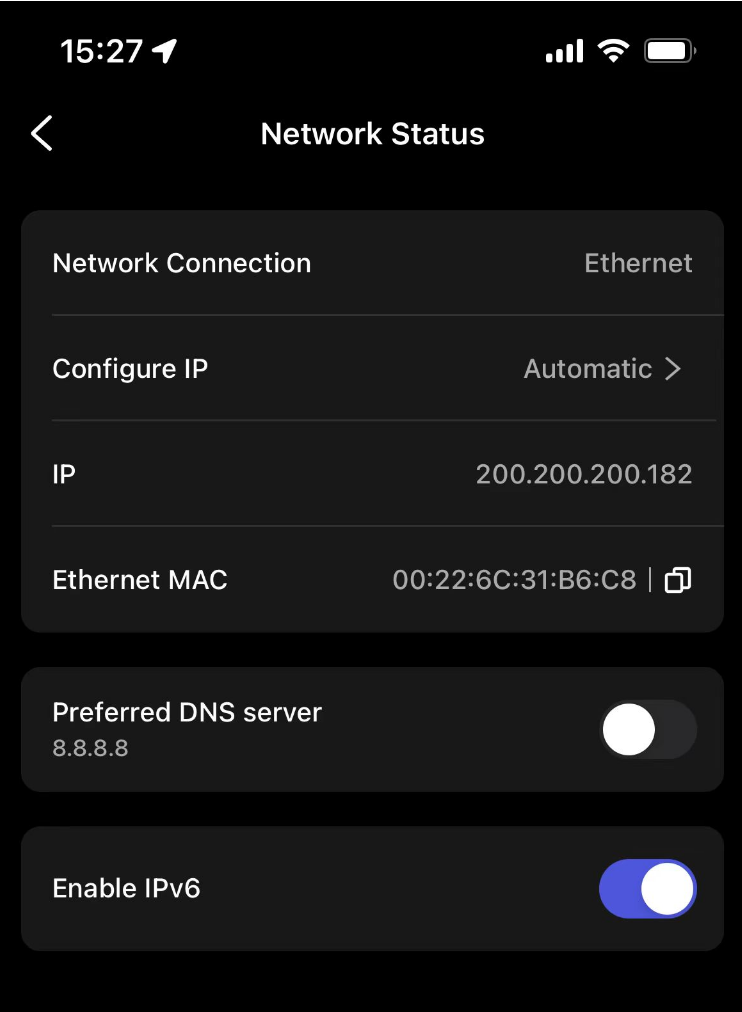 15:27
Network Status
Network Connection Ethernet
Configure IP Automatic
IP 200.200.200.182
Ethernet MAC 00:22:6C:31:B6:C8
Preferred DNS server
8.8.8.8
Enable IPv6